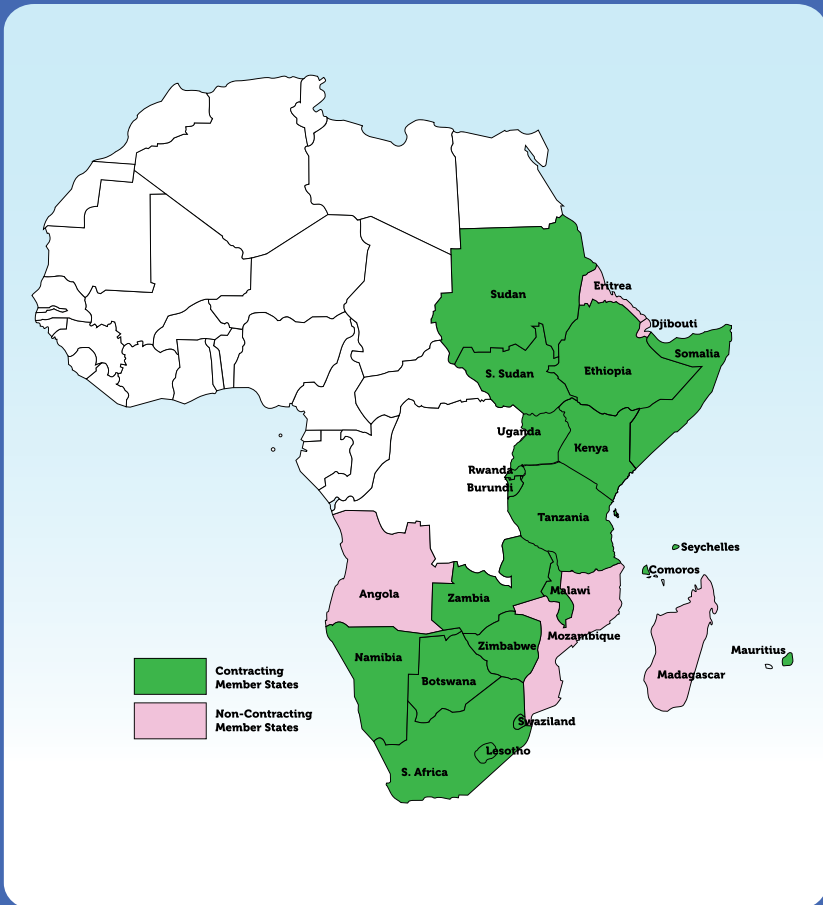 Sudan
Eritrea
Djibouti
Somalia
S. Sudan
Ethiopia
Uganda
Kenya
Rwanda
Burundi
Tanzania
Seychelles
Comoros
Angola
Zambia
Malawi
Mozambique
Zimbabwe
Mauritius
Namibia
Botswana
Madagascar
Contracting
Member States
Non-Contracting
Member States
Swaziland
Lesotho
S. Africa